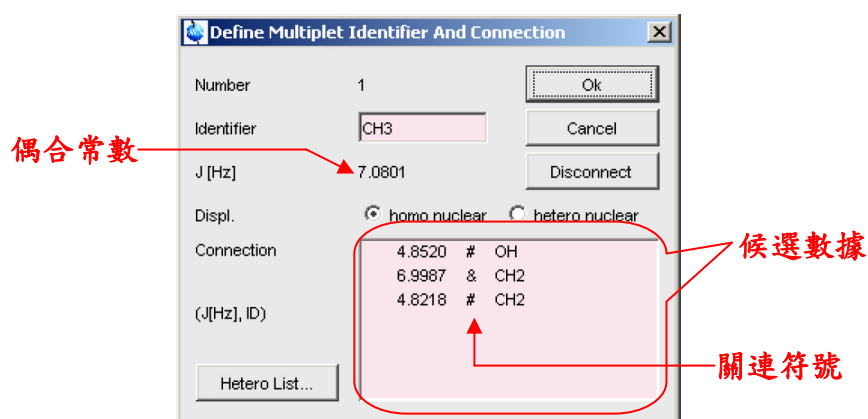 Define Multiplet Identifier And Connection
Number 1 Ok
Identifier CH3 Cancel
偶合常數
J [Hz] 7.0801 Disconnect
Displ. homo nuclear hetero nuclear
Connection 4.8520 # OH
候選數據
6.9987 & CH2
4.8218 # CH2
(J[Hz], ID)
關連符號
Hetero List...